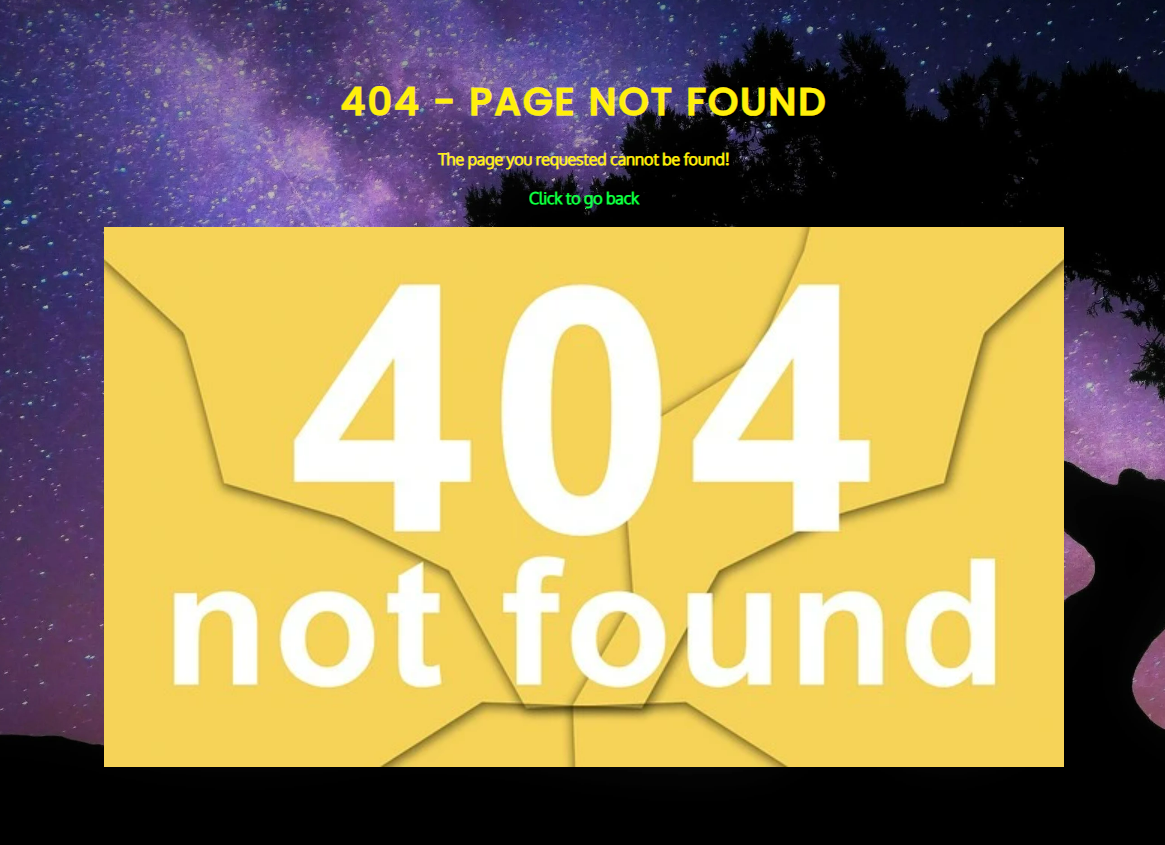 404 - PAGE NOT FOUND
The page you requested cannot be found!
Click to go back
404
not found